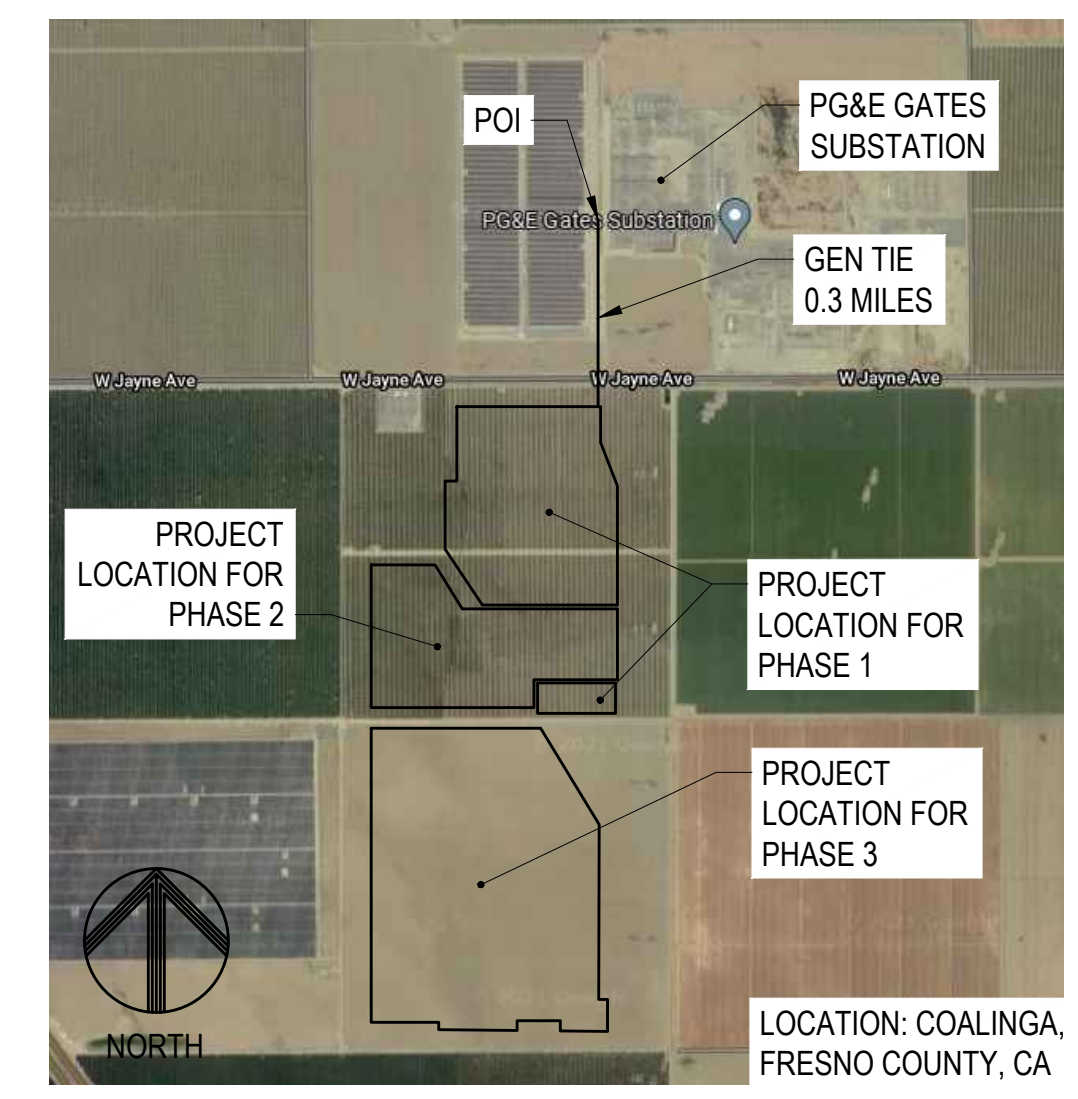 POI
PG&E GATES
SUBSTATION
PG&E Gates Substation
GEN TIE
0.3 MILES
W Jayne Ave
W Jayne Ave
W Jayne Ave
W Jayne Ave
PROJECT
LOCATION FOR
PHASE 2
PROJECT
LOCATION FOR
PHASE 1
PROJECT
LOCATION FOR
PHASE 3
NORTH
LOCATION: COALINGA,
FRESNO COUNTY, CA